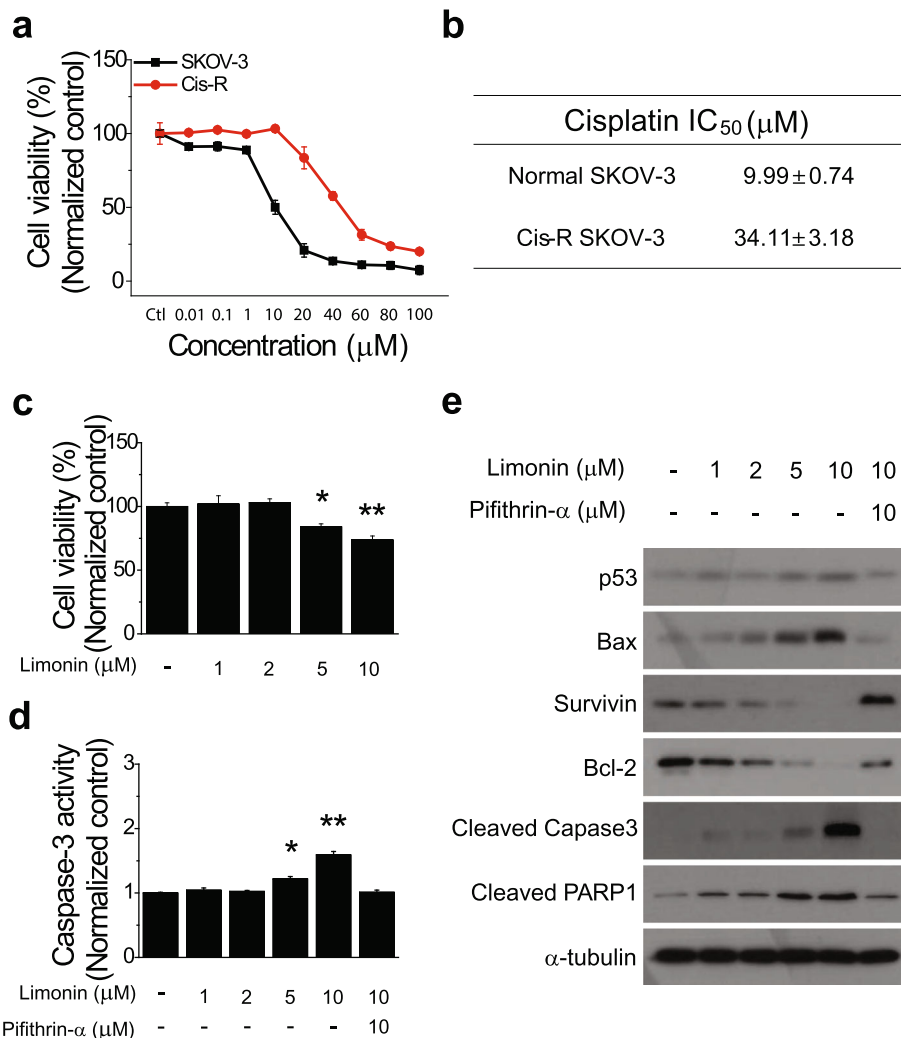 a
Cell viability (%)
(Normalized control)
150
100
50
0
SKOV-3
Cis-R
Ctl 0.01 0.1 1 10 20 40 60 80 100
Concentration (μM)
b
Cisplatin IC50 (μM)
Normal SKOV-3 9.99±0.74
Cis-R SKOV-3 34.11±3.18
c
Cell viability (%)
(Normalized control)
150
100
50
0
* **
Limonin (μM) - 1 2 5 10
d
Caspase-3 activity
(Normalized control)
3
2
1
0
* **
Limonin (μM) - 1 2 5 10 10
Pifithrin-α (μM) - - - - - 10
e
Limonin (μM) - 1 2 5 10 10
Pifithrin-α (μM) - - - - - 10
p53
Bax
Survivin
Bcl-2
Cleaved Capase3
Cleaved PARP1
α-tubulin